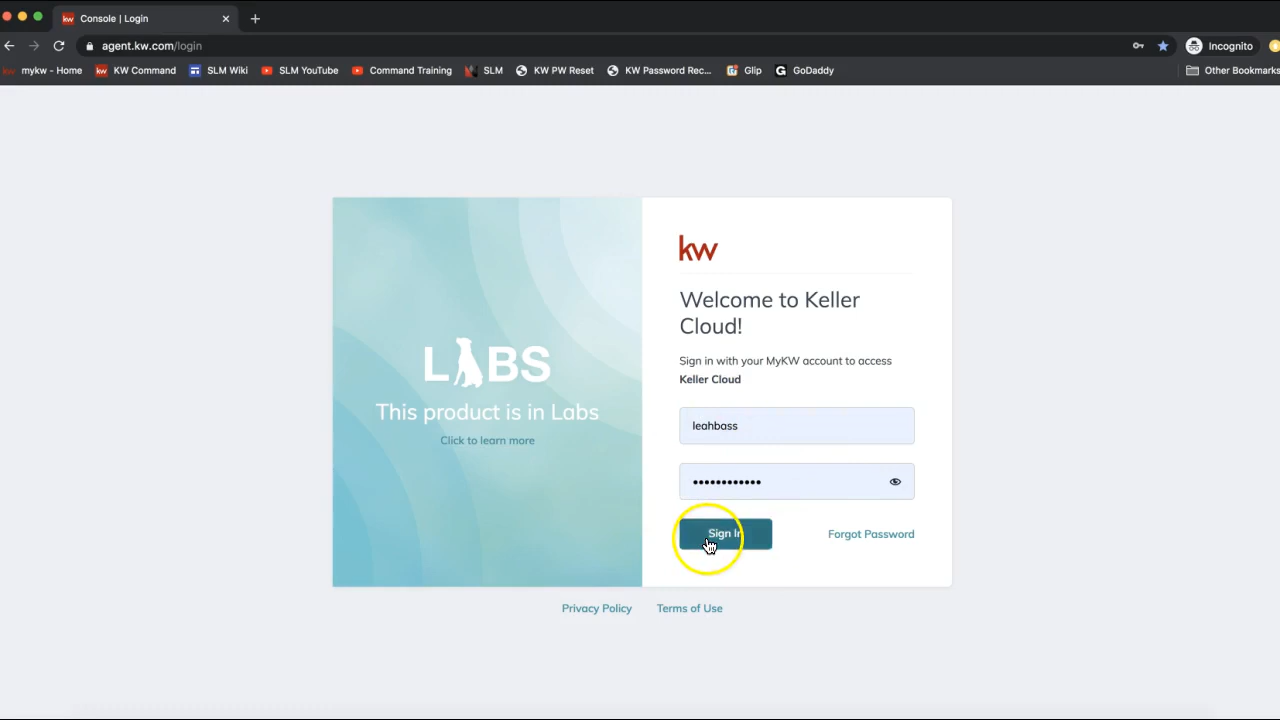 Console | Login
agent.kw.com/login
Incognito
mykw - Home
KW Command
SLM Wiki
SLM YouTube
Command Training
SLM
KW PW Reset
KW Password Rec...
Glip
GoDaddy
Other Bookmarks
kw
LABS
This product is in Labs
Click to learn more
Welcome to Keller
Cloud!
Sign in with your MyKW account to access
Keller Cloud
leahbass
••••••••••••
Sign In
Forgot Password
Privacy Policy
Terms of Use